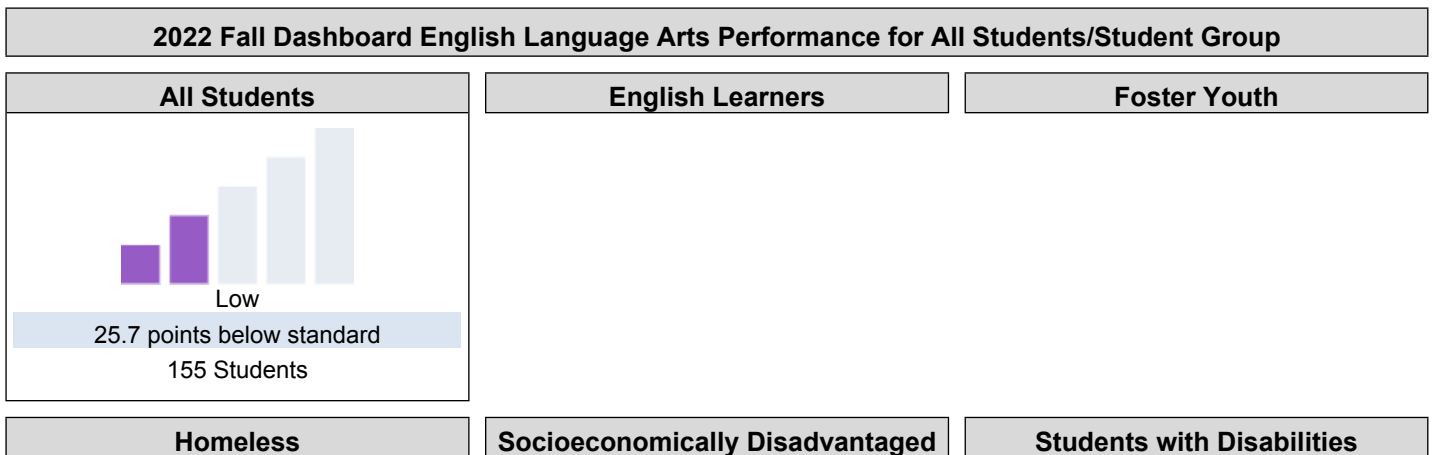 2022 Fall Dashboard English Language Arts Performance for All Students/Student Group
All Students
English Learners
Foster Youth
Low
25.7 points below standard
155 Students
Homeless
Socioeconomically Disadvantaged
Students with Disabilities